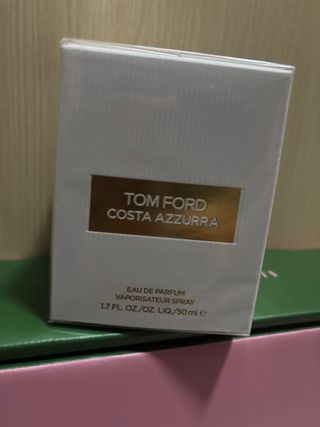 TOM FORD
COSTA AZZURRA
EAU DE PARFUM
VAPORISATEUR SPRAY
1.7 FL. OZ./OZ. LIQ./50 ml ℮